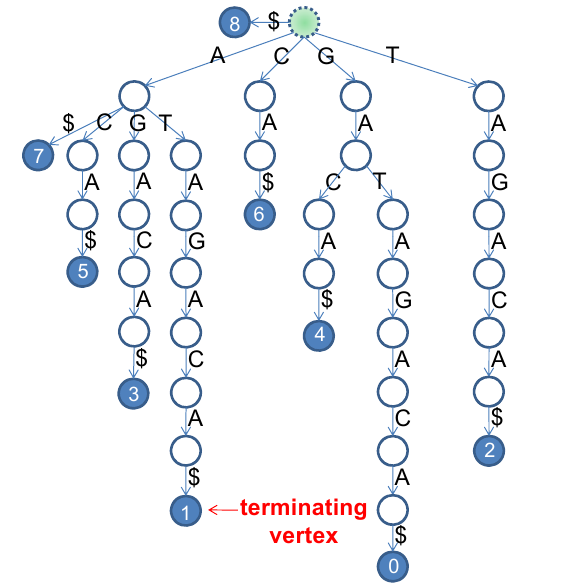 8 $
A C G T
$ C G T A A A
7
A A A $ C T G
5 $ C G 6 A A A
A A $ G C
3 $ C 4 A A
A C $
$ A 2
1 terminating
vertex
$
0